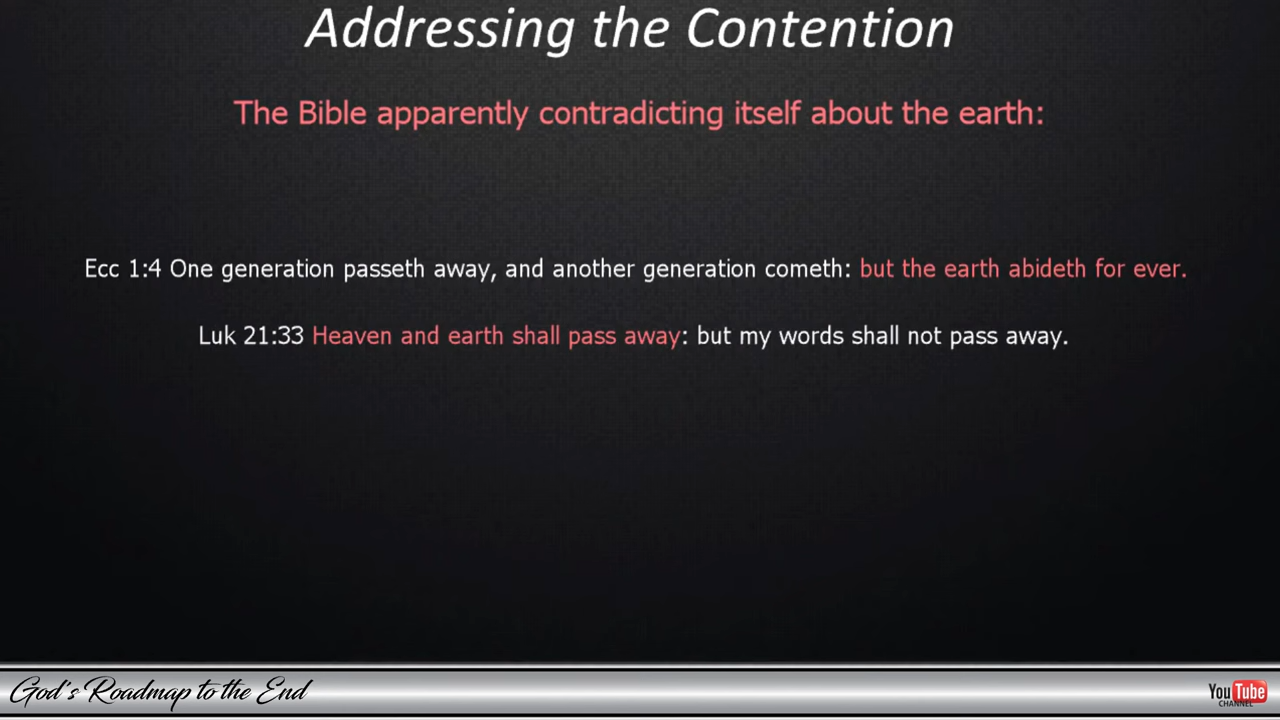 Addressing the Contention
The Bible apparently contradicting itself about the earth:
Ecc 1:4 One generation passeth away, and another generation cometh: but the earth abideth for ever.
Luk 21:33 Heaven and earth shall pass away: but my words shall not pass away.
God's Roadmap to the End
YouTube
CHANNEL